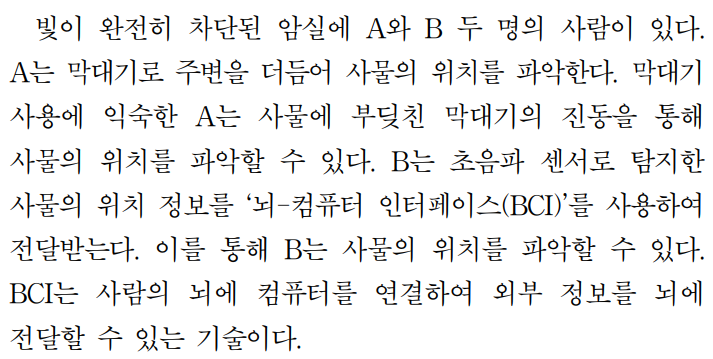 빛이 완전히 차단된 암실에 A와 B 두 명의 사람이 있다.
A는 막대기로 주변을 더듬어 사물의 위치를 파악한다. 막대기
사용에 익숙한 A는 사물에 부딪친 막대기의 진동을 통해
사물의 위치를 파악할 수 있다. B는 초음파 센서로 탐지한
사물의 위치 정보를 ‘뇌-컴퓨터 인터페이스(BCI)’를 사용하여
전달받는다. 이를 통해 B는 사물의 위치를 파악할 수 있다.
BCI는 사람의 뇌에 컴퓨터를 연결하여 외부 정보를 뇌에
전달할 수 있는 기술이다.